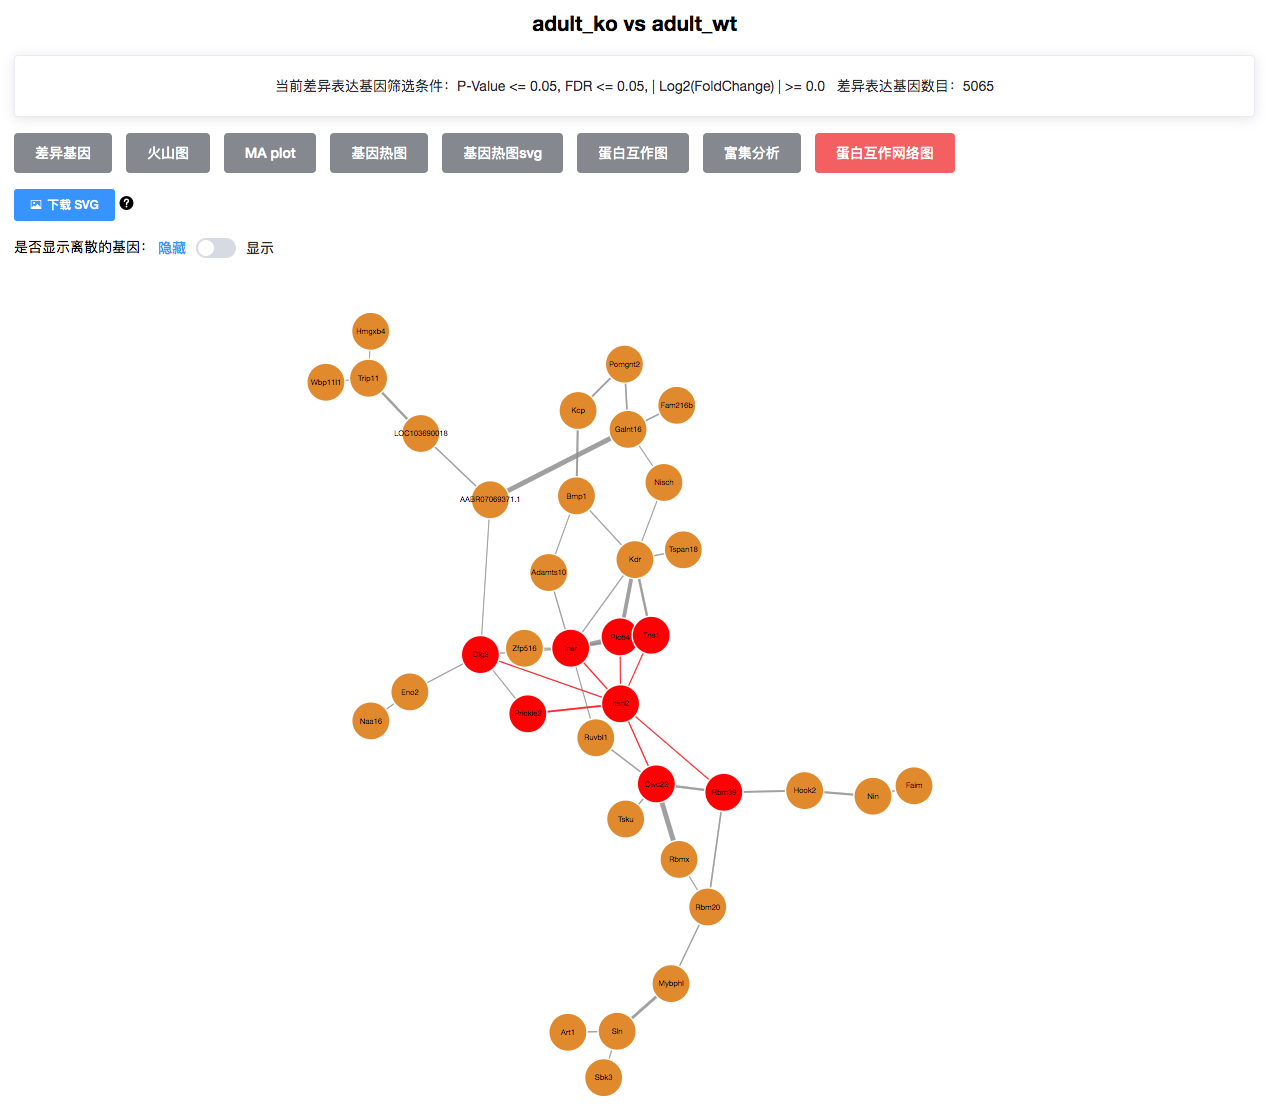 adult_ko vs adult_wt
当前差异表达基因筛选条件：P-Value <= 0.05, FDR <= 0.05, | Log2(FoldChange) | >= 0.0 差异表达基因数目：5065
差异基因 火山图 MA plot 基因热图 基因热图svg 蛋白互作图 富集分析 蛋白互作网络图
下载 SVG ?
是否显示离散的基因： 隐藏 显示
Hmgxb4
Pomgnt2
Wbp11l1 Trip11
Kcp Fam216b
LOC103690018 Galnt16
Nisch
AABR07069371.1 Bmp1
Tspan18
Kdr
Adamts10
Plcb4 Tns1
Dlg2 Zfp516 Insr
Eno2 Itsn2
Naa16 Prickle2
Ruvbl1
Cwc22 Rbm39 Hook2 Nin Faim
Tsku
Rbmx
Rbm20
Mybphl
Art1 Sln
Sbk3